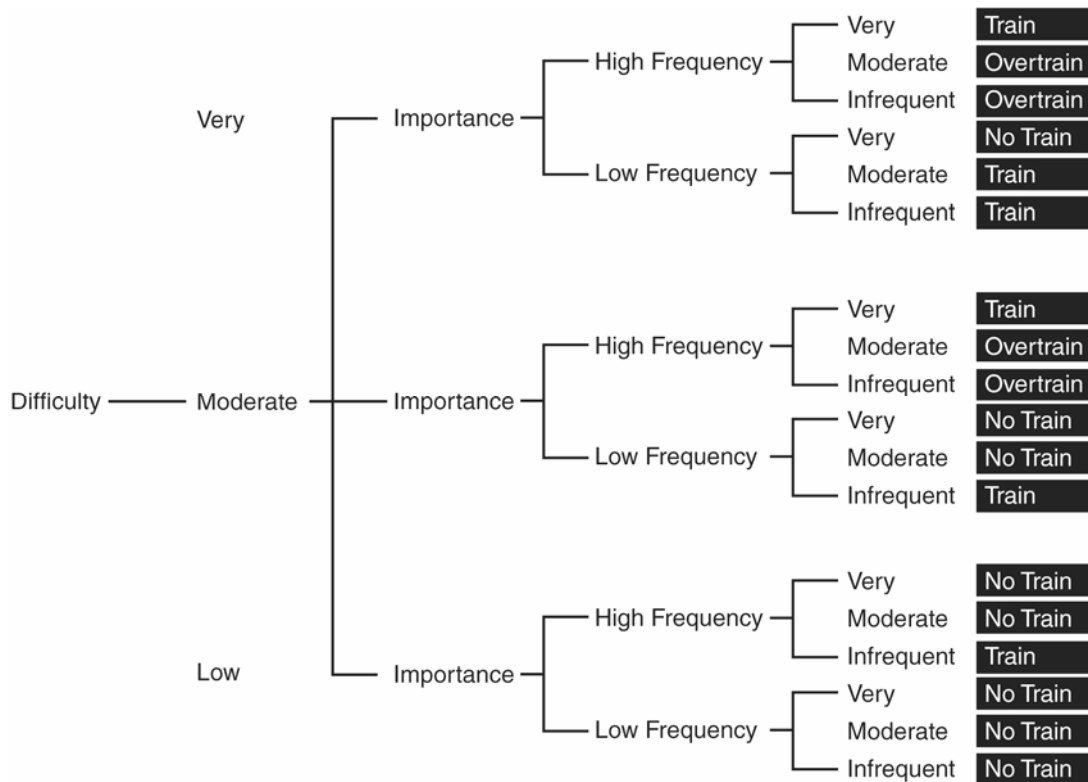 Very Train
High Frequency Moderate Overtrain
Infrequent Overtrain
Very Importance
Very No Train
Low Frequency Moderate Train
Infrequent Train
Very Train
High Frequency Moderate Overtrain
Infrequent Overtrain
Difficulty Moderate Importance
Very No Train
Low Frequency Moderate No Train
Infrequent Train
Very No Train
High Frequency Moderate No Train
Infrequent Train
Low Importance
Very No Train
Low Frequency Moderate No Train
Infrequent No Train